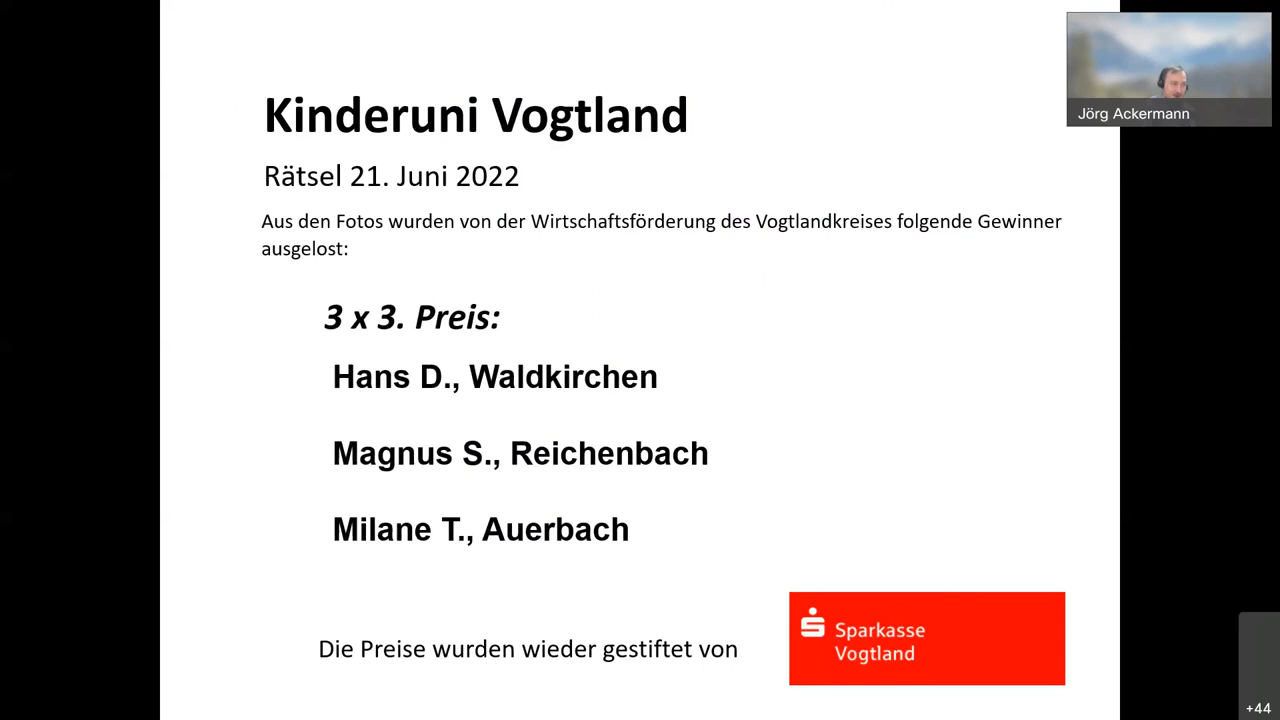 Kinderuni Vogtland
Rätsel 21. Juni 2022
Aus den Fotos wurden von der Wirtschaftsförderung des Vogtlandkreises folgende Gewinner
ausgelost:
3 x 3. Preis:
Hans D., Waldkirchen
Magnus S., Reichenbach
Milane T., Auerbach
Die Preise wurden wieder gestiftet von
Sparkasse
Vogtland
Jörg Ackermann
+44